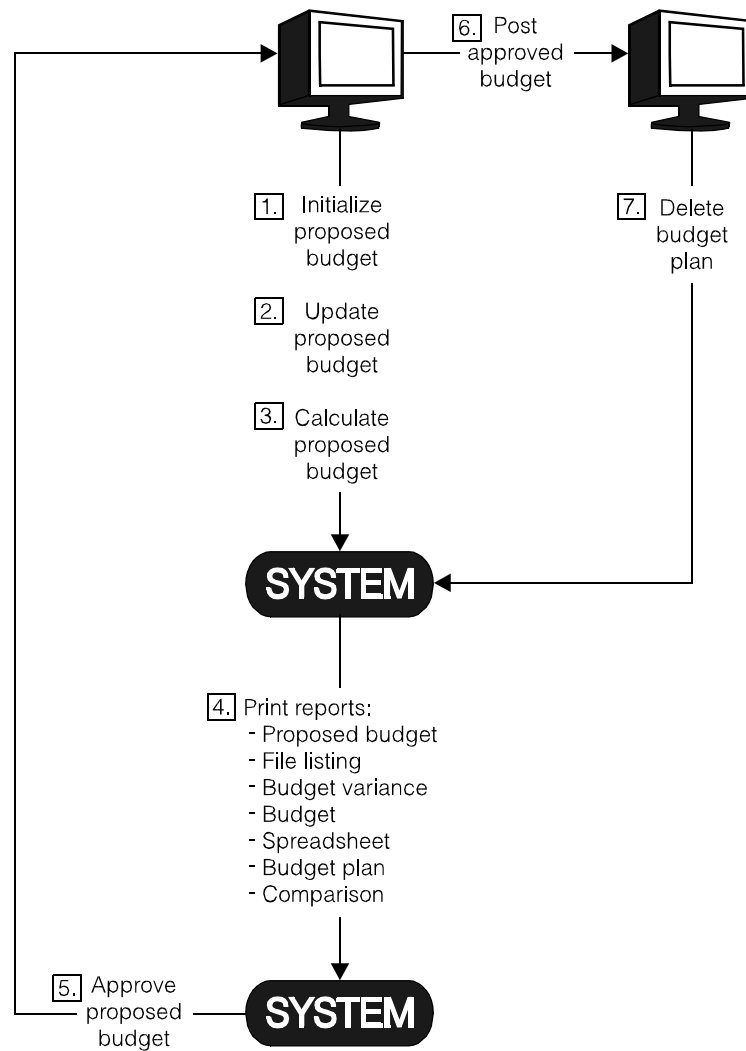 6. Post
approved
budget
1. Initialize
proposed
budget
7. Delete
budget
plan
2. Update
proposed
budget
3. Calculate
proposed
budget
SYSTEM
4. Print reports:
- Proposed budget
- File listing
- Budget variance
- Budget
- Spreadsheet
- Budget plan
- Comparison
5. Approve
proposed
budget
SYSTEM